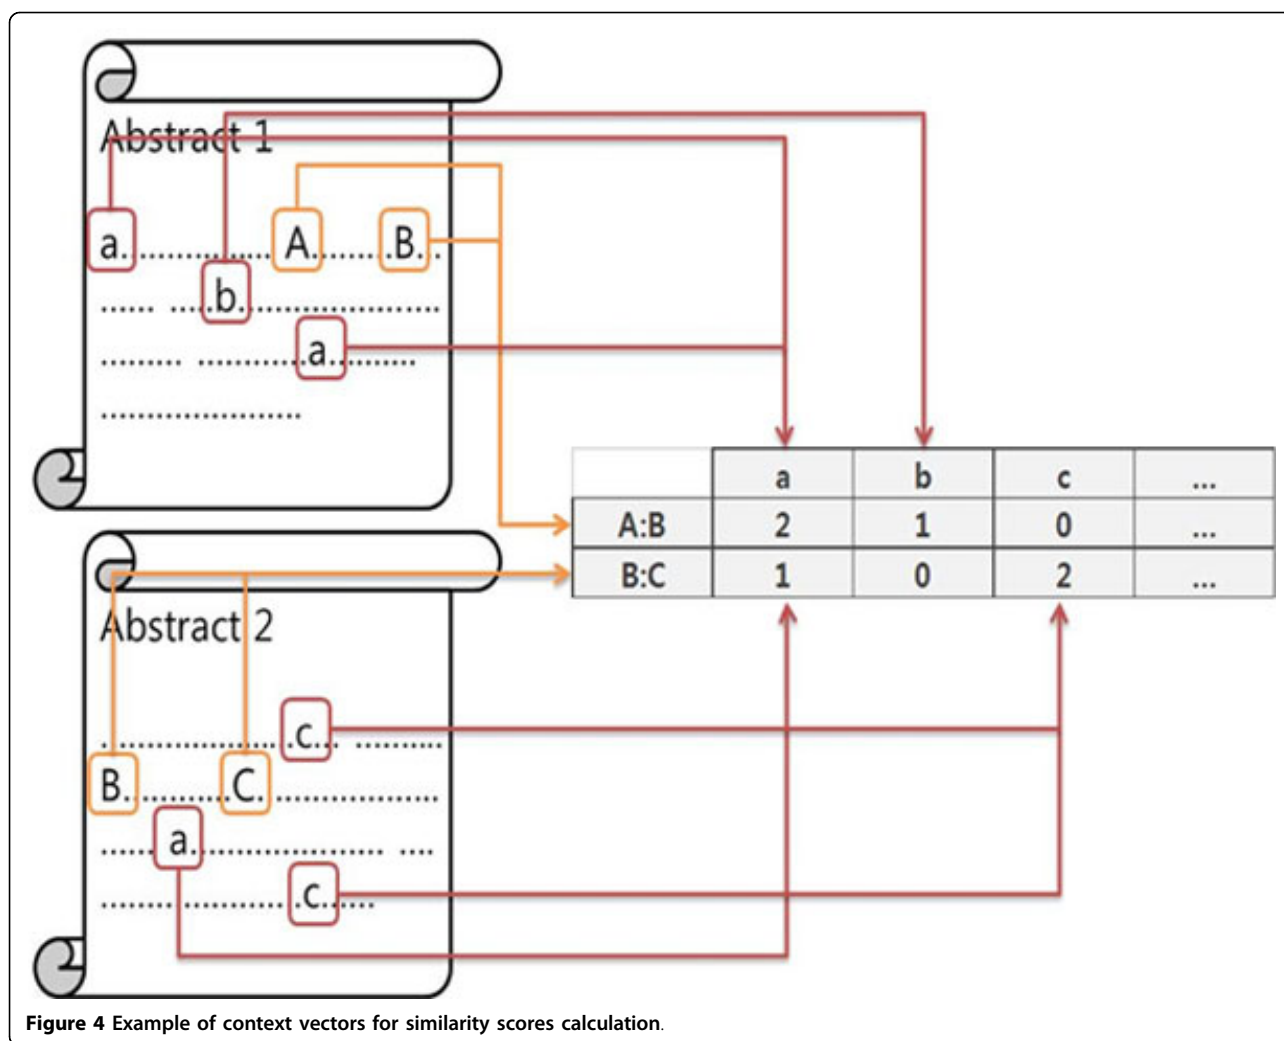 Abstract 1
a.....................A.........B...
...... ....b.......................
......... ............a..........
.......................
a b c ...
A:B 2 1 0 ...
B:C 1 0 2 ...
Abstract 2
......................c.... ..........
B...........C.....................
......a...................... ....
......................c......
Figure 4 Example of context vectors for similarity scores calculation.